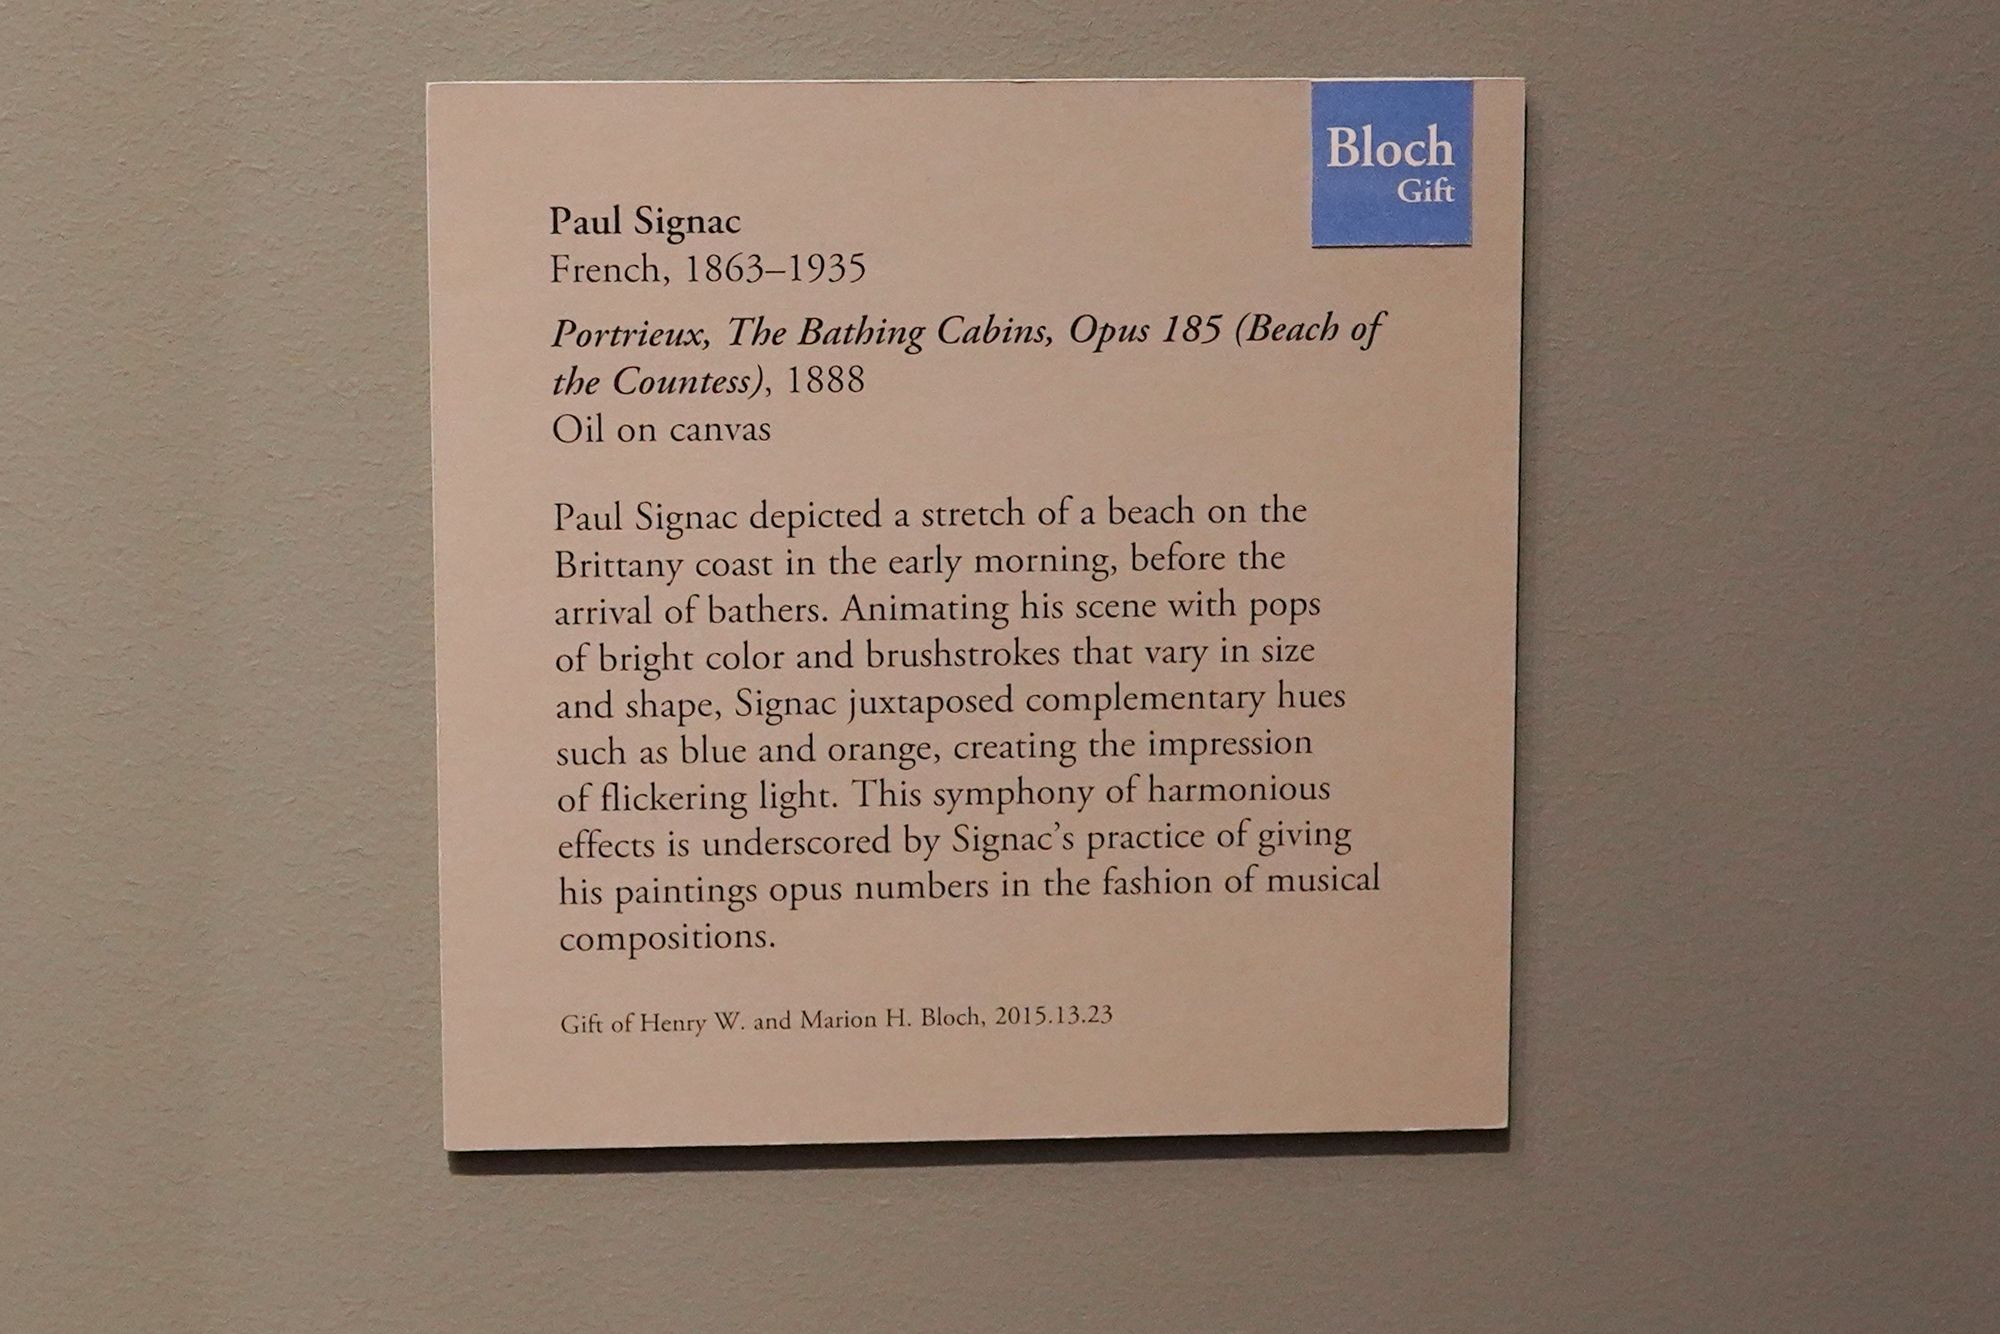 Bloch
Gift
Paul Signac
French, 1863–1935
Portrieux, The Bathing Cabins, Opus 185 (Beach of
the Countess), 1888
Oil on canvas
Paul Signac depicted a stretch of a beach on the
Brittany coast in the early morning, before the
arrival of bathers. Animating his scene with pops
of bright color and brushstrokes that vary in size
and shape, Signac juxtaposed complementary hues
such as blue and orange, creating the impression
of flickering light. This symphony of harmonious
effects is underscored by Signac’s practice of giving
his paintings opus numbers in the fashion of musical
compositions.
Gift of Henry W. and Marion H. Bloch, 2015.13.23